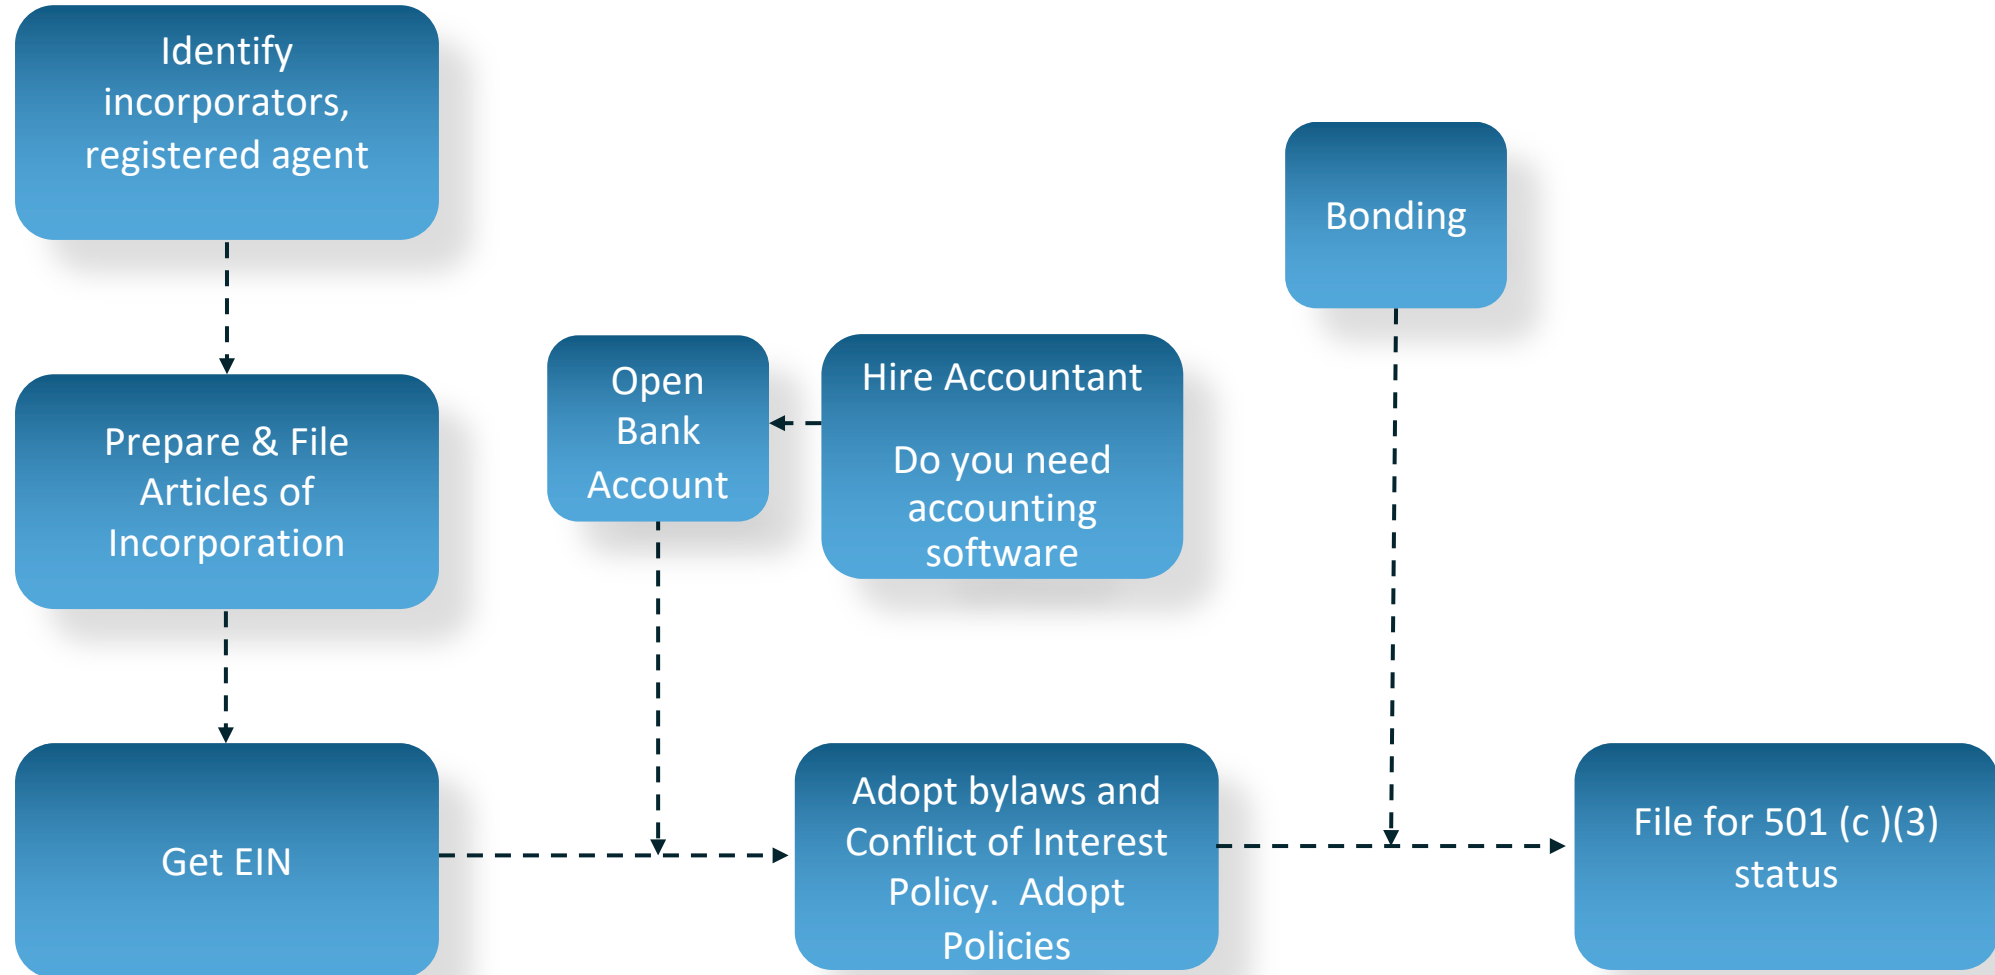 Identify
incorporators,
registered agent
Bonding
Open
Bank
Account
Hire Accountant
Do you need
accounting
software
Prepare & File
Articles of
Incorporation
Get EIN
Adopt bylaws and
Conflict of Interest
Policy.  Adopt
Policies
File for 501 (c )(3)
status